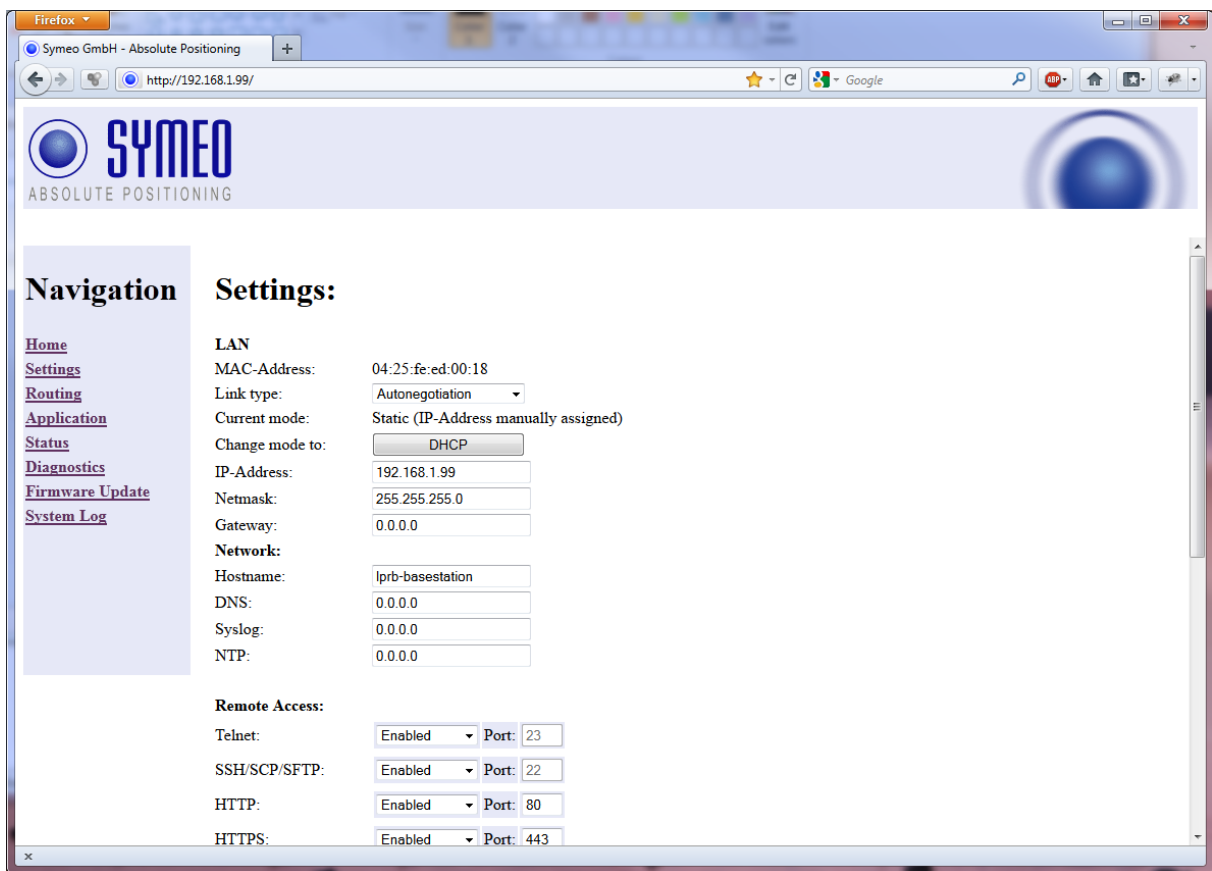 Firefox
Symeo GmbH - Absolute Positioning
http://192.168.1.99/
Google
ABP
SYMEO
ABSOLUTE POSITIONING
Navigation
Home
Settings
Routing
Application
Status
Diagnostics
Firmware Update
System Log
Settings:
LAN
MAC-Address: 04:25:fe:ed:00:18
Link type: Autonegotiation
Current mode: Static (IP-Address manually assigned)
Change mode to: DHCP
IP-Address: 192.168.1.99
Netmask: 255.255.255.0
Gateway: 0.0.0.0
Network:
Hostname: lprb-basestation
DNS: 0.0.0.0
Syslog: 0.0.0.0
NTP: 0.0.0.0
Remote Access:
Telnet: Enabled Port: 23
SSH/SCP/SFTP: Enabled Port: 22
HTTP: Enabled Port: 80
HTTPS: Enabled Port: 443